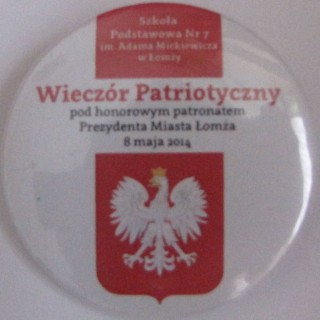 Szkoła
Podstawowa Nr 7
im. Adama Mickiewicza
w Łomży
Wieczór Patriotyczny
pod honorowym patronatem
Prezydenta Miasta Łomża
8 maja 2014